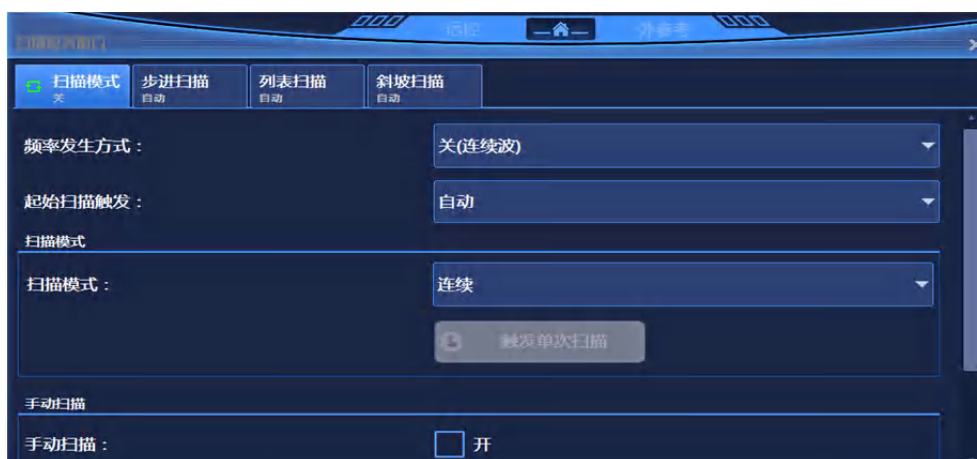 远控 外参考
扫描模式 步进扫描 列表扫描 斜坡扫描
关 自动 自动 自动
频率发生方式： 关(连续波)
起始扫描触发： 自动
扫描模式
扫描模式： 连续
触发单次扫描
手动扫描
手动扫描： 开